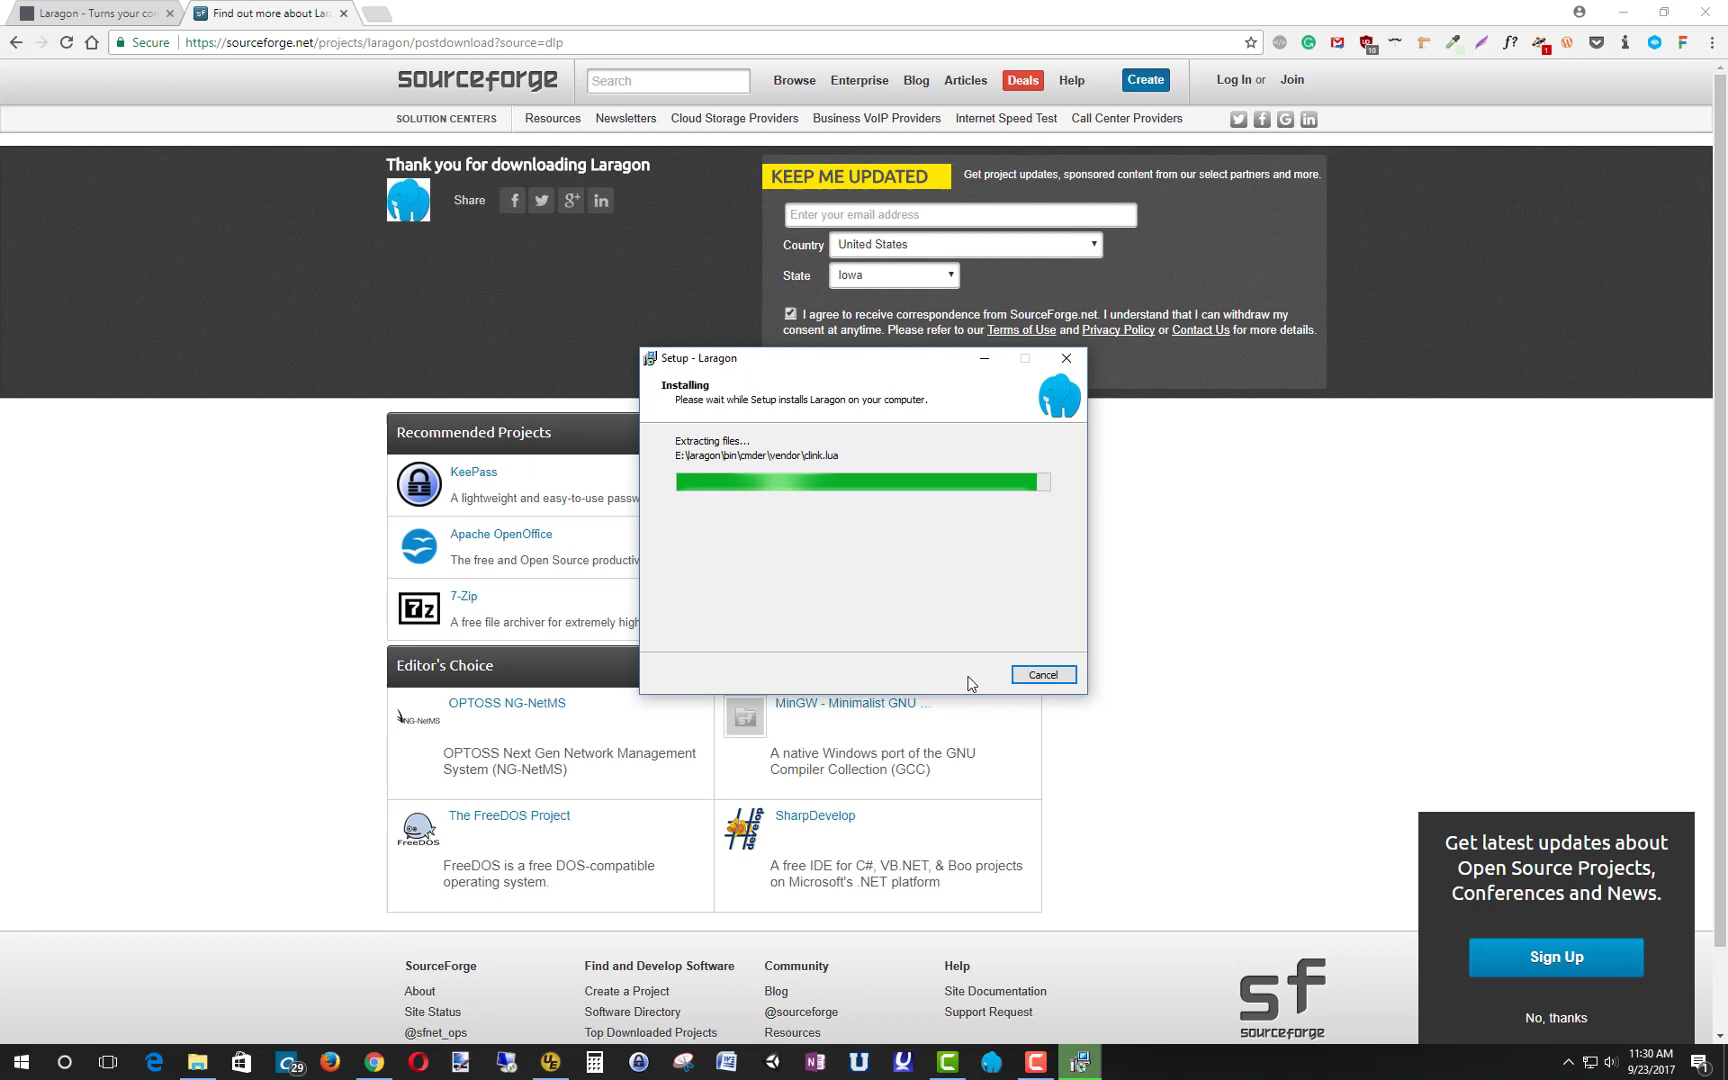 Laragon - Turns your con
Find out more about Lara
Secure
https://sourceforge.net/projects/laragon/postdownload?source=dlp
sourceforge
Search
Browse
Enterprise
Blog
Articles
Deals
Help
Create
Log In or
Join
SOLUTION CENTERS
Resources
Newsletters
Cloud Storage Providers
Business VoIP Providers
Internet Speed Test
Call Center Providers
Thank you for downloading Laragon
Share
KEEP ME UPDATED
Get project updates, sponsored content from our select partners and more.
Enter your email address
Country
United States
State
Iowa
I agree to receive correspondence from SourceForge.net. I understand that I can withdraw my
consent at anytime. Please refer to our Terms of Use and Privacy Policy or Contact Us for more details.
Setup - Laragon
Installing
Please wait while Setup installs Laragon on your computer.
Extracting files...
E:\laragon\bin\cmder\vendor\clink.lua
Cancel
Recommended Projects
KeePass
A lightweight and easy-to-use passw
Apache OpenOffice
The free and Open Source productiv
7-Zip
A free file archiver for extremely high
Editor's Choice
NG-NetMS
OPTOSS NG-NetMS
OPTOSS Next Gen Network Management
System (NG-NetMS)
MinGW - Minimalist GNU ...
A native Windows port of the GNU
Compiler Collection (GCC)
FreeDOS
The FreeDOS Project
FreeDOS is a free DOS-compatible
operating system.
develop
SharpDevelop
A free IDE for C#, VB.NET, & Boo projects
on Microsoft's .NET platform
Get latest updates about
Open Source Projects,
Conferences and News.
Sign Up
No, thanks
SourceForge
About
Site Status
@sfnet_ops
Find and Develop Software
Create a Project
Software Directory
Top Downloaded Projects
Community
Blog
@sourceforge
Resources
Help
Site Documentation
Support Request
sf
sourceforge
29
11:30 AM
9/23/2017